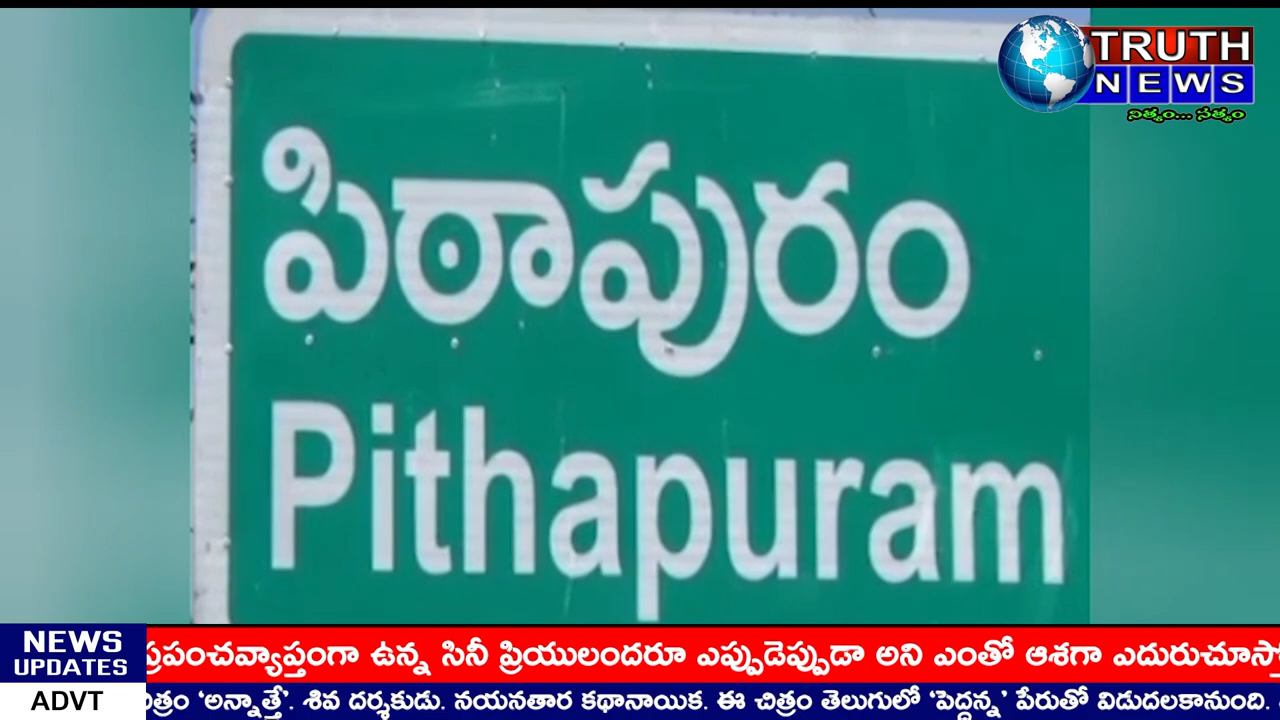 TRUTH
NEWS
నిత్యం... సత్యం
పిఠాపురం
Pithapuram
NEWS
UPDATES
ప్రపంచవ్యాప్తంగా ఉన్న సినీ ప్రియులందరూ ఎప్పుడెప్పుడా అని ఎంతో ఆశగా
ADVT
‘అన్నాత్తే’. శివ దర్శకుడు. నయనతార కథానాయిక. ఈ చిత్రం తెలుగులో ‘పెద్దన్న’ పేరుతో విడుదలకానుంది.